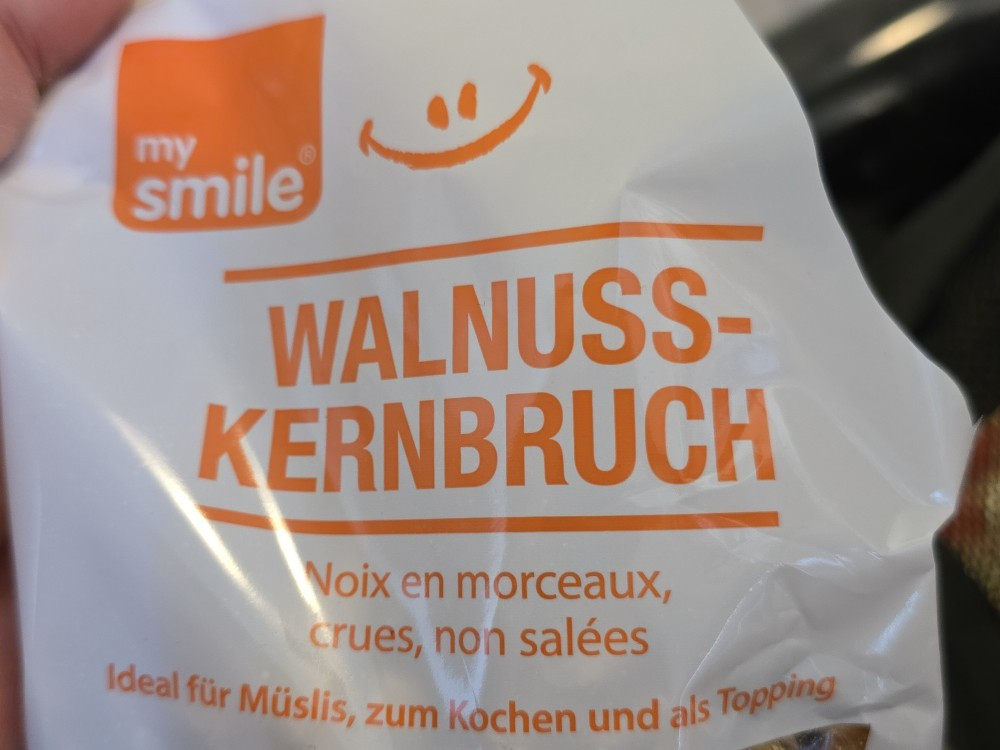 my
smile®
WALNUSS-
KERNBRUCH
Noix en morceaux,
crues, non salées
Ideal für Müslis, zum Kochen und als Topping